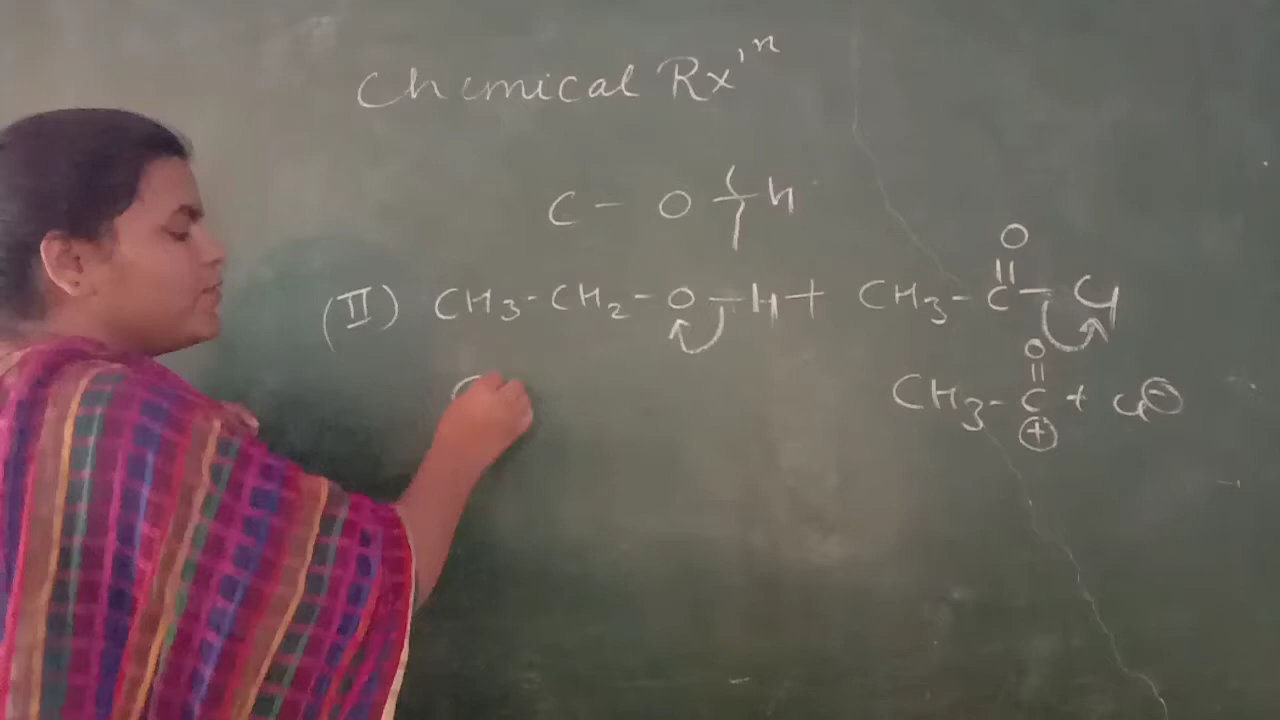 Chemical Rx'n
C - O - H
O
(II) CH3-CH2-O-H + CH3-C-Cl
O
C CH3-C + Cl⊖
⊕